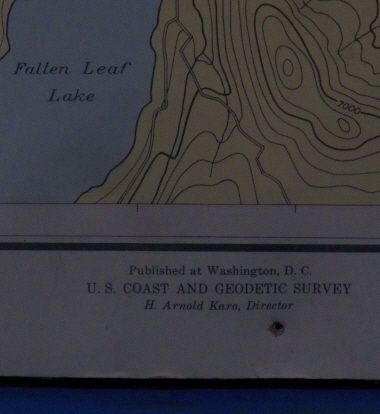 Fallen Leaf
Lake
7000
Published at Washington, D. C.
U. S. COAST AND GEODETIC SURVEY
H. Arnold Karo, Director